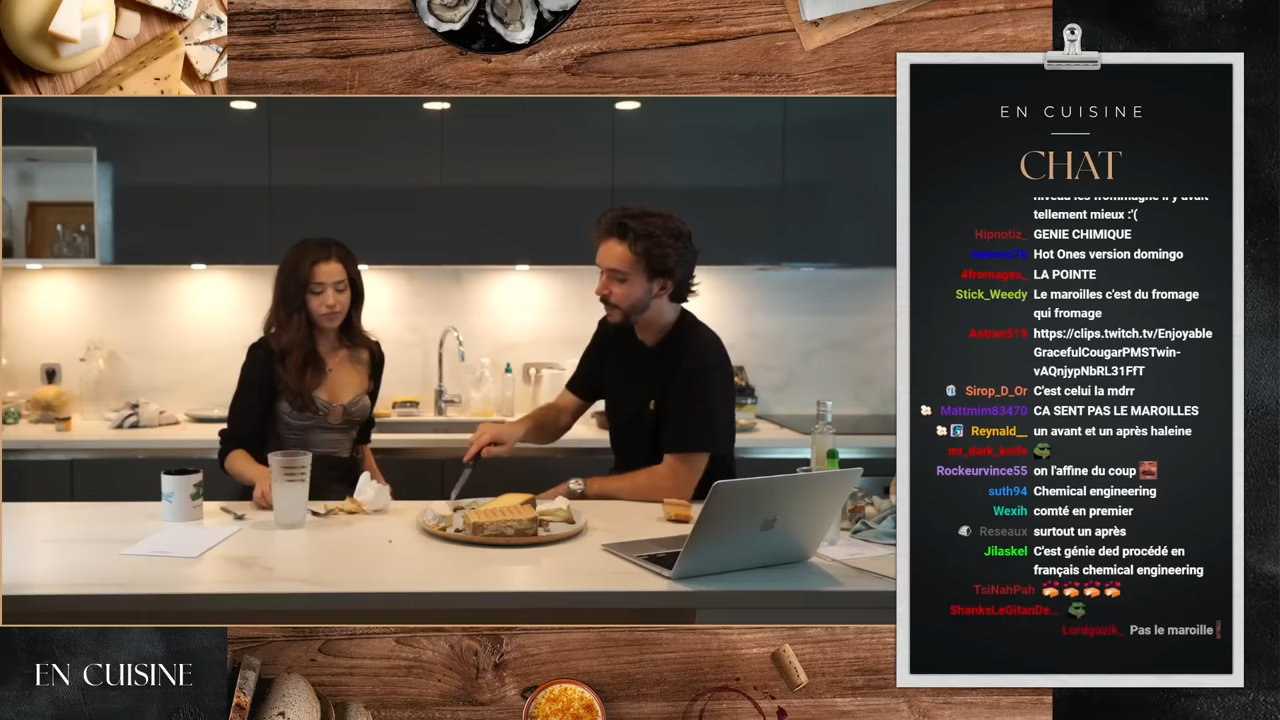 EN CUISINE
CHAT
tellement mieux :'(
Hipnotiz_ GENIE CHIMIQUE
Hot Ones version domingo
4fromages_ LA POINTE
Stick_Weedy Le maroilles c'est du fromage
qui fromage
Astran519 https://clips.twitch.tv/Enjoyable
GracefulCougarPMSTwin-
vAQnjypNbRL31FfT
Sirop_D_Or C'est celui la mdrr
Mattmim83470 CA SENT PAS LE MAROILLES
Reynald__ un avant et un après haleine
mr_dark_knife
Rockeurvince55 on l'affine du coup
suth94 Chemical engineering
Wexih comté en premier
Reseaux surtout un après
Jilaskel C'est génie ded procédé en
français chemical engineering
TsiNahPah
ShanksLeGitanDe...
Lordgazik_ Pas le maroille
EN CUISINE